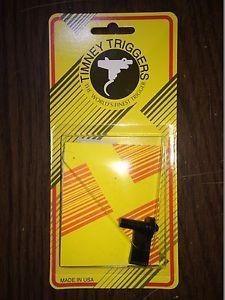 TIMNEY TRIGGERS
THE WORLD'S FINEST TRIGGER
MADE IN USA